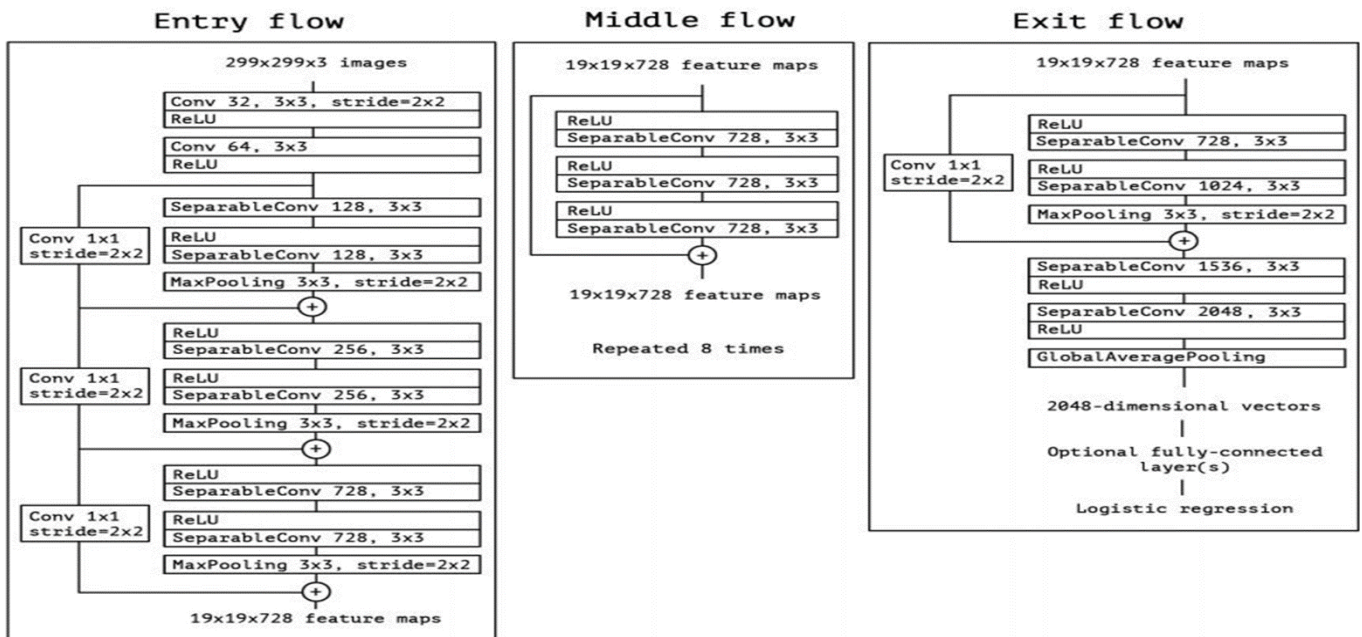 Entry flow
299x299x3 images
Conv 32, 3x3, stride=2x2
ReLU
Conv 64, 3x3
ReLU
SeparableConv 128, 3x3
Conv 1x1
stride=2x2
ReLU
SeparableConv 128, 3x3
MaxPooling 3x3, stride=2x2
+
ReLU
SeparableConv 256, 3x3
Conv 1x1
stride=2x2
ReLU
SeparableConv 256, 3x3
MaxPooling 3x3, stride=2x2
+
ReLU
SeparableConv 728, 3x3
Conv 1x1
stride=2x2
ReLU
SeparableConv 728, 3x3
MaxPooling 3x3, stride=2x2
+
19x19x728 feature maps
Middle flow
19x19x728 feature maps
ReLU
SeparableConv 728, 3x3
ReLU
SeparableConv 728, 3x3
ReLU
SeparableConv 728, 3x3
+
19x19x728 feature maps
Repeated 8 times
Exit flow
19x19x728 feature maps
ReLU
SeparableConv 728, 3x3
Conv 1x1
stride=2x2
ReLU
SeparableConv 1024, 3x3
MaxPooling 3x3, stride=2x2
+
SeparableConv 1536, 3x3
ReLU
SeparableConv 2048, 3x3
ReLU
GlobalAveragePooling
2048-dimensional vectors
Optional fully-connected
layer(s)
Logistic regression